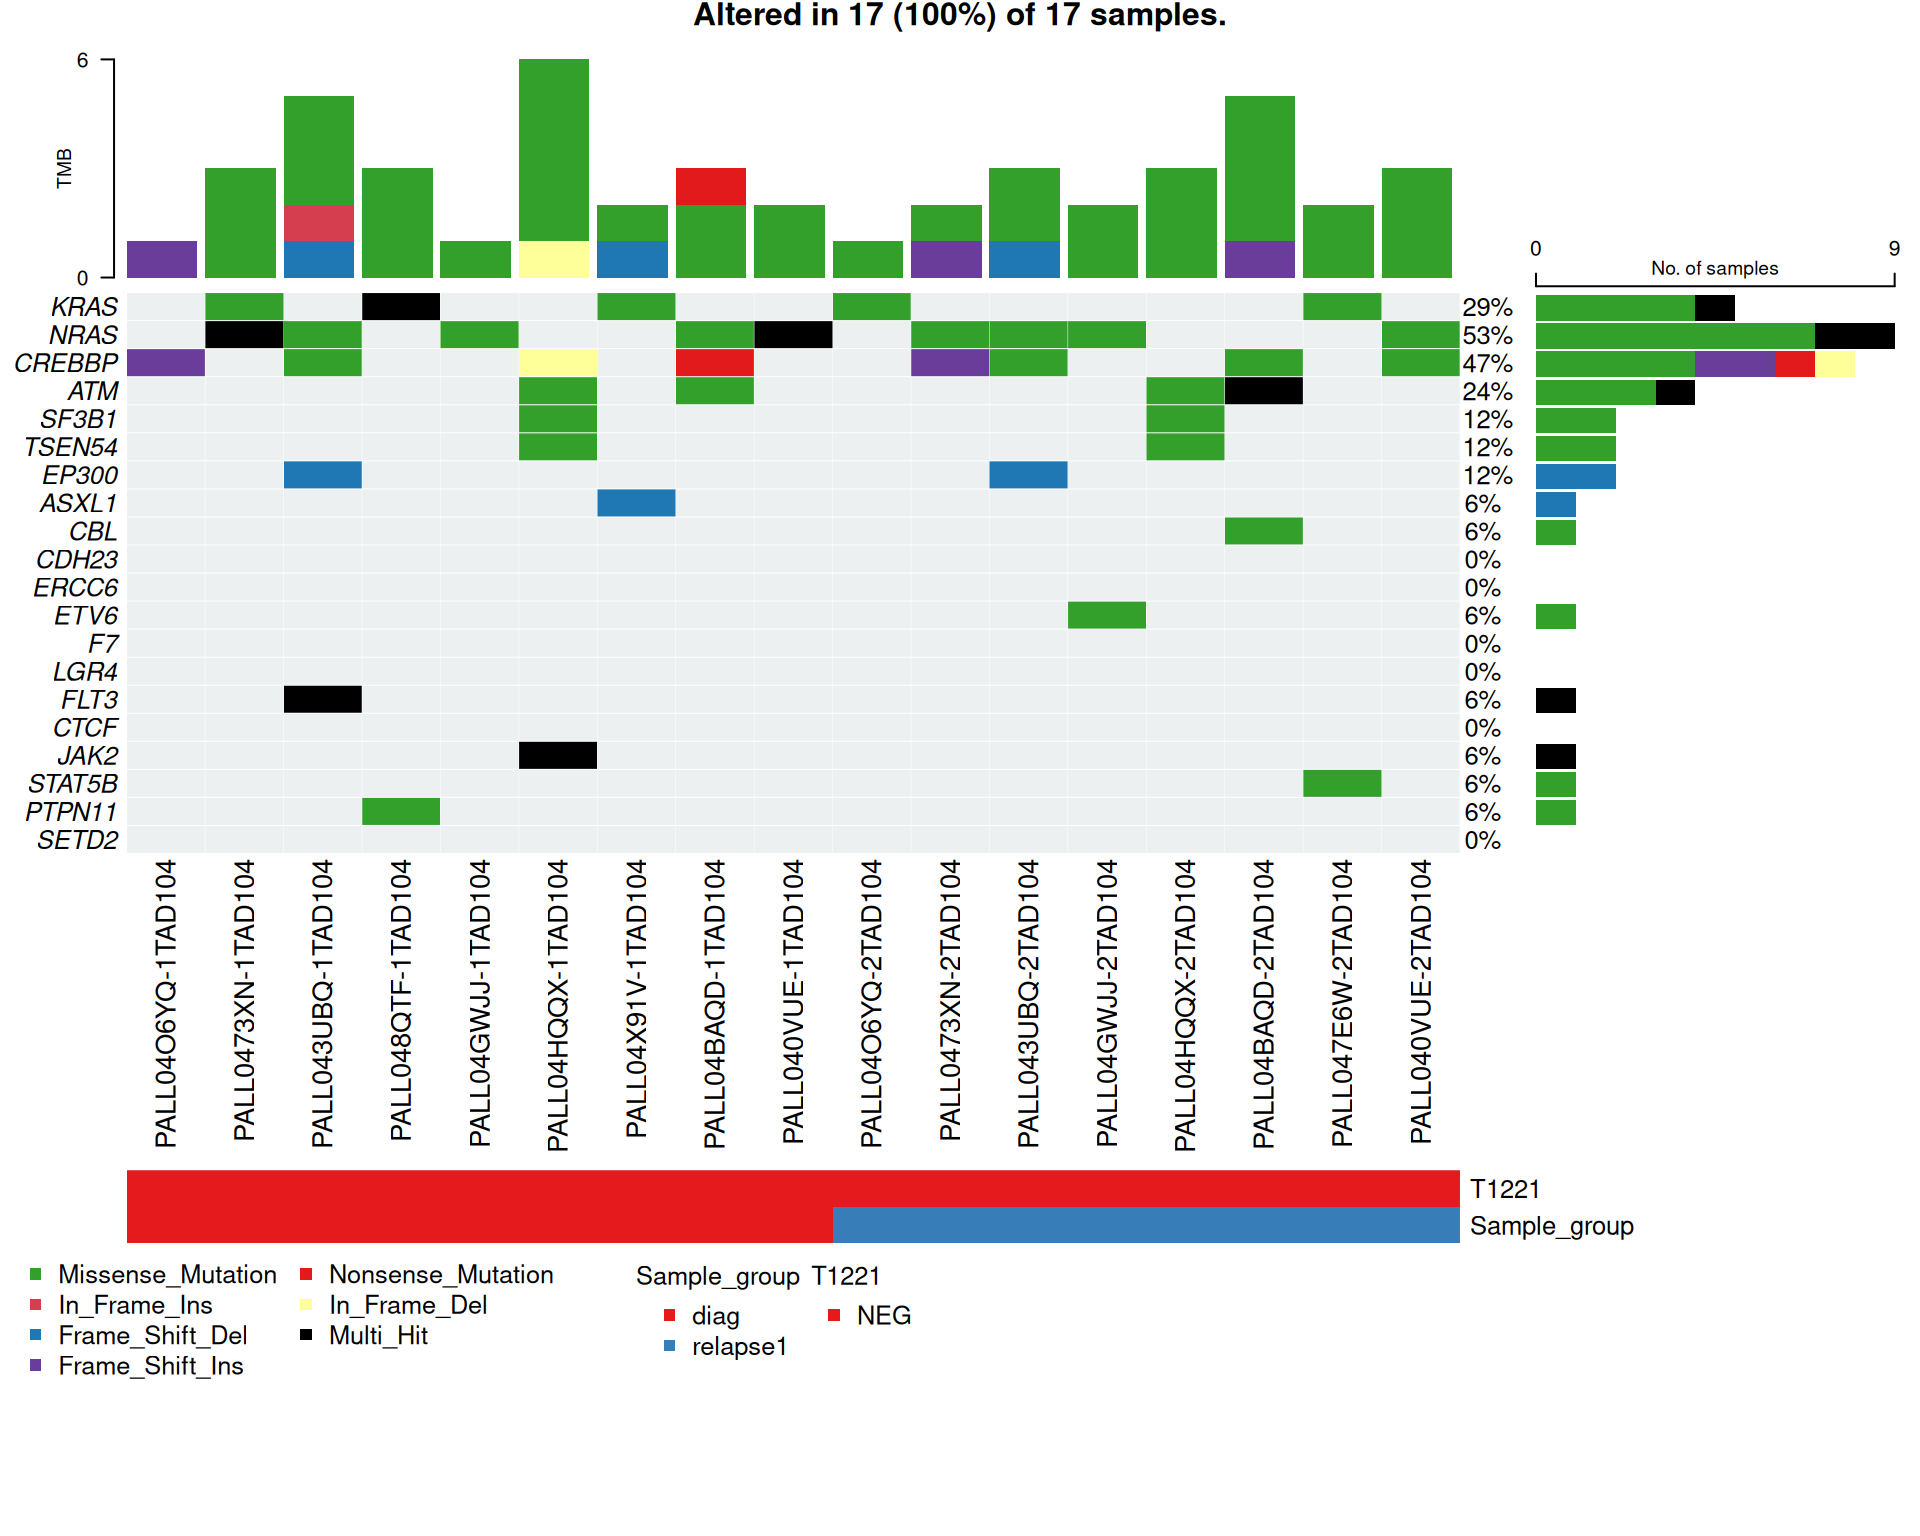 Altered in 17 (100%) of 17 samples.
6
TMB
0
0
9
No. of samples
KRAS 29%
NRAS 53%
CREBBP 47%
ATM 24%
SF3B1 12%
TSEN54 12%
EP300 12%
ASXL1 6%
CBL 6%
CDH23 0%
ERCC6 0%
ETV6 6%
F7 0%
LGR4 0%
FLT3 6%
CTCF 0%
JAK2 6%
STAT5B 6%
PTPN11 6%
SETD2 0%
PALL04O6YQ-1TAD104
PALL0473XN-1TAD104
PALL043UBQ-1TAD104
PALL048QTF-1TAD104
PALL04GWJJ-1TAD104
PALL04HQQX-1TAD104
PALL04X91V-1TAD104
PALL04BAQD-1TAD104
PALL040VUE-1TAD104
PALL04O6YQ-2TAD104
PALL0473XN-2TAD104
PALL043UBQ-2TAD104
PALL04GWJJ-2TAD104
PALL04HQQX-2TAD104
PALL04BAQD-2TAD104
PALL047E6W-2TAD104
PALL040VUE-2TAD104
T1221
Sample_group
Missense_Mutation
In_Frame_Ins
Frame_Shift_Del
Frame_Shift_Ins
Nonsense_Mutation
In_Frame_Del
Multi_Hit
Sample_group
diag
relapse1
T1221
NEG